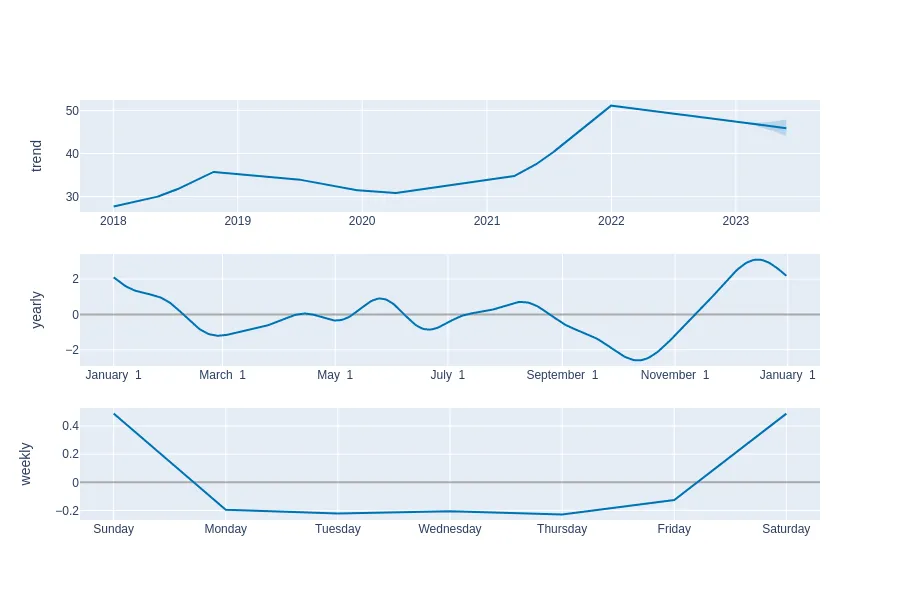 trend
50
40
30
2018 2019 2020 2021 2022 2023
yearly
2
0
−2
January 1 March 1 May 1 July 1 September 1 November 1 January 1
weekly
0.4
0.2
0
−0.2
Sunday Monday Tuesday Wednesday Thursday Friday Saturday